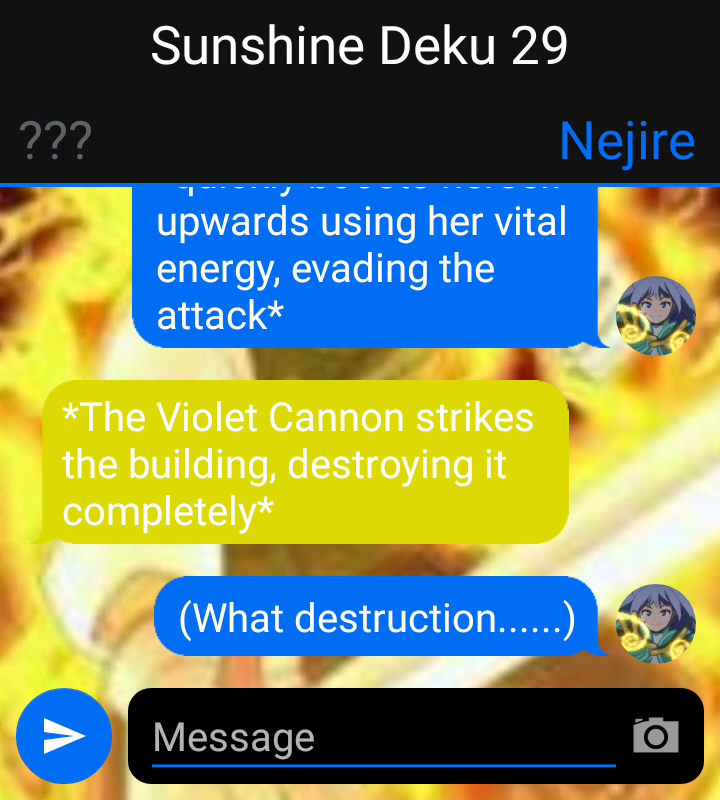 Sunshine Deku 29
???
Nejire
upwards using her vital
energy, evading the
attack*
*The Violet Cannon strikes
the building, destroying it
completely*
(What destruction......)
Message